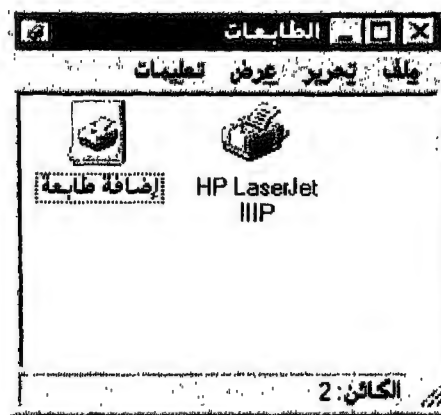 الطابعات
ملف تحرير عرض تعليمات
إضافة طابعة
HP LaserJet
IIIP
الكائن: 2